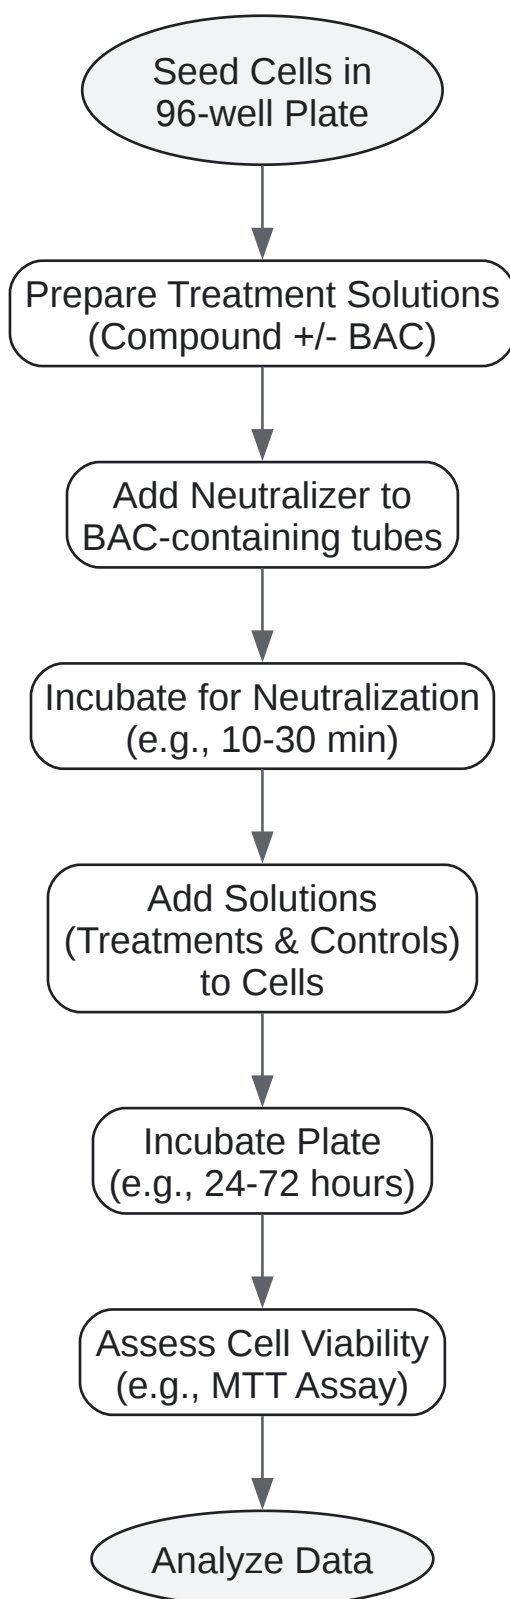 Seed Cells in
96-well Plate
Prepare Treatment Solutions
(Compound +/- BAC)
Add Neutralizer to
BAC-containing tubes
Incubate for Neutralization
(e.g., 10-30 min)
Add Solutions
(Treatments & Controls)
to Cells
Incubate Plate
(e.g., 24-72 hours)
Assess Cell Viability
(e.g., MTT Assay)
Analyze Data